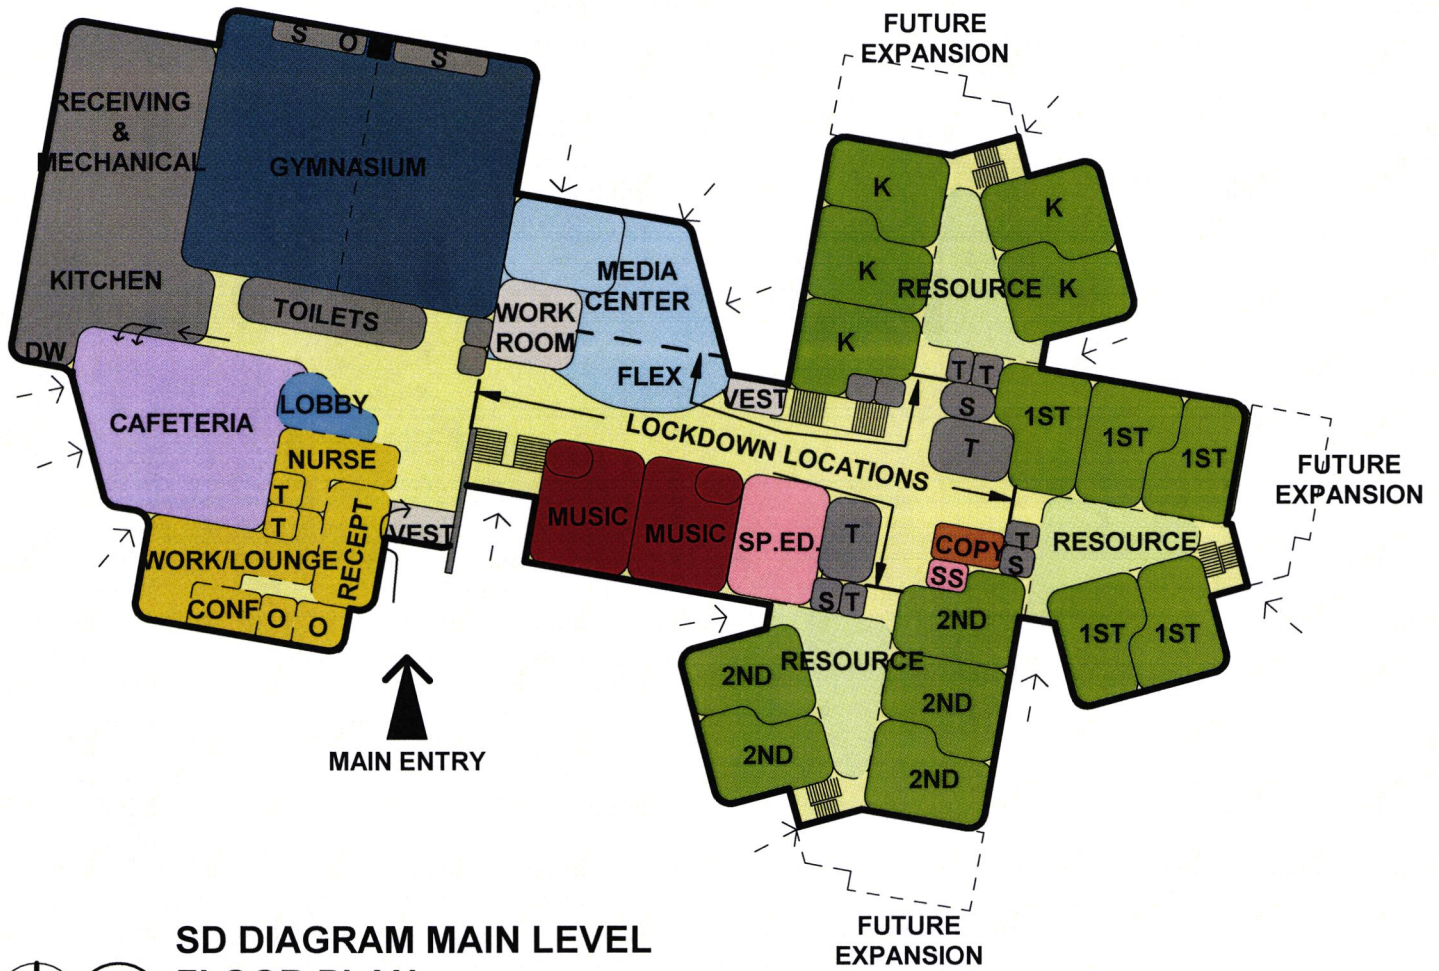 FUTURE
EXPANSION
S
O
S
RECEIVING
&
MECHANICAL
GYMNASIUM
K
K
K
RESOURCE
K
K
KITCHEN
TOILETS
MEDIA
CENTER
WORK
ROOM
FLEX
DW
VEST
T
T
S
T
LOBBY
CAFETERIA
LOCKDOWN LOCATIONS
1ST
1ST
1ST
FUTURE
EXPANSION
NURSE
T
T
RECEPT
VEST
MUSIC
MUSIC
SP.ED.
T
COPY
T
S
RESOURCE
WORK/LOUNGE
SS
S
T
CONF
O
O
2ND
1ST
1ST
RESOURCE
2ND
2ND
2ND
2ND
MAIN ENTRY
FUTURE
EXPANSION
SD DIAGRAM MAIN LEVEL
FLOOR PLAN